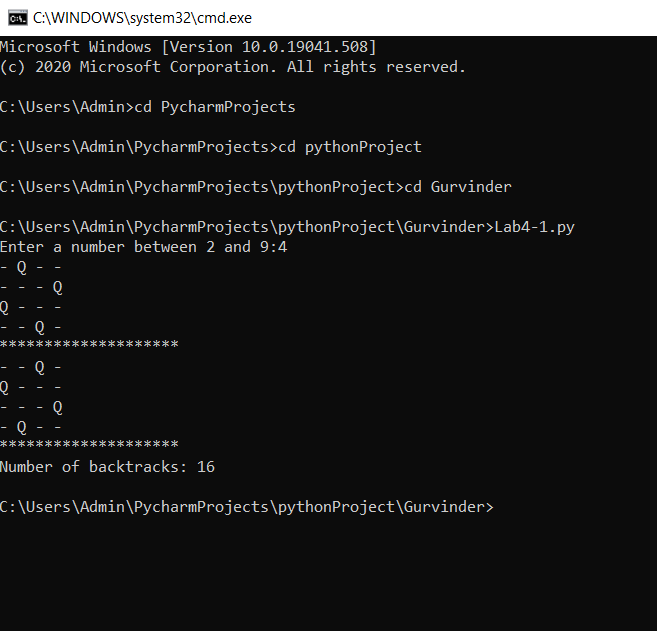 C:\WINDOWS\system32\cmd.exe
Microsoft Windows [Version 10.0.19041.508]
(c) 2020 Microsoft Corporation. All rights reserved.
C:\Users\Admin>cd PycharmProjects
C:\Users\Admin\PycharmProjects>cd pythonProject
C:\Users\Admin\PycharmProjects\pythonProject>cd Gurvinder
C:\Users\Admin\PycharmProjects\pythonProject\Gurvinder>Lab4-1.py
Enter a number between 2 and 9:4
- Q - -
- - - Q
Q - - -
- - Q -
********************
- - Q -
Q - - -
- - - Q
- Q - -
********************
Number of backtracks: 16
C:\Users\Admin\PycharmProjects\pythonProject\Gurvinder>